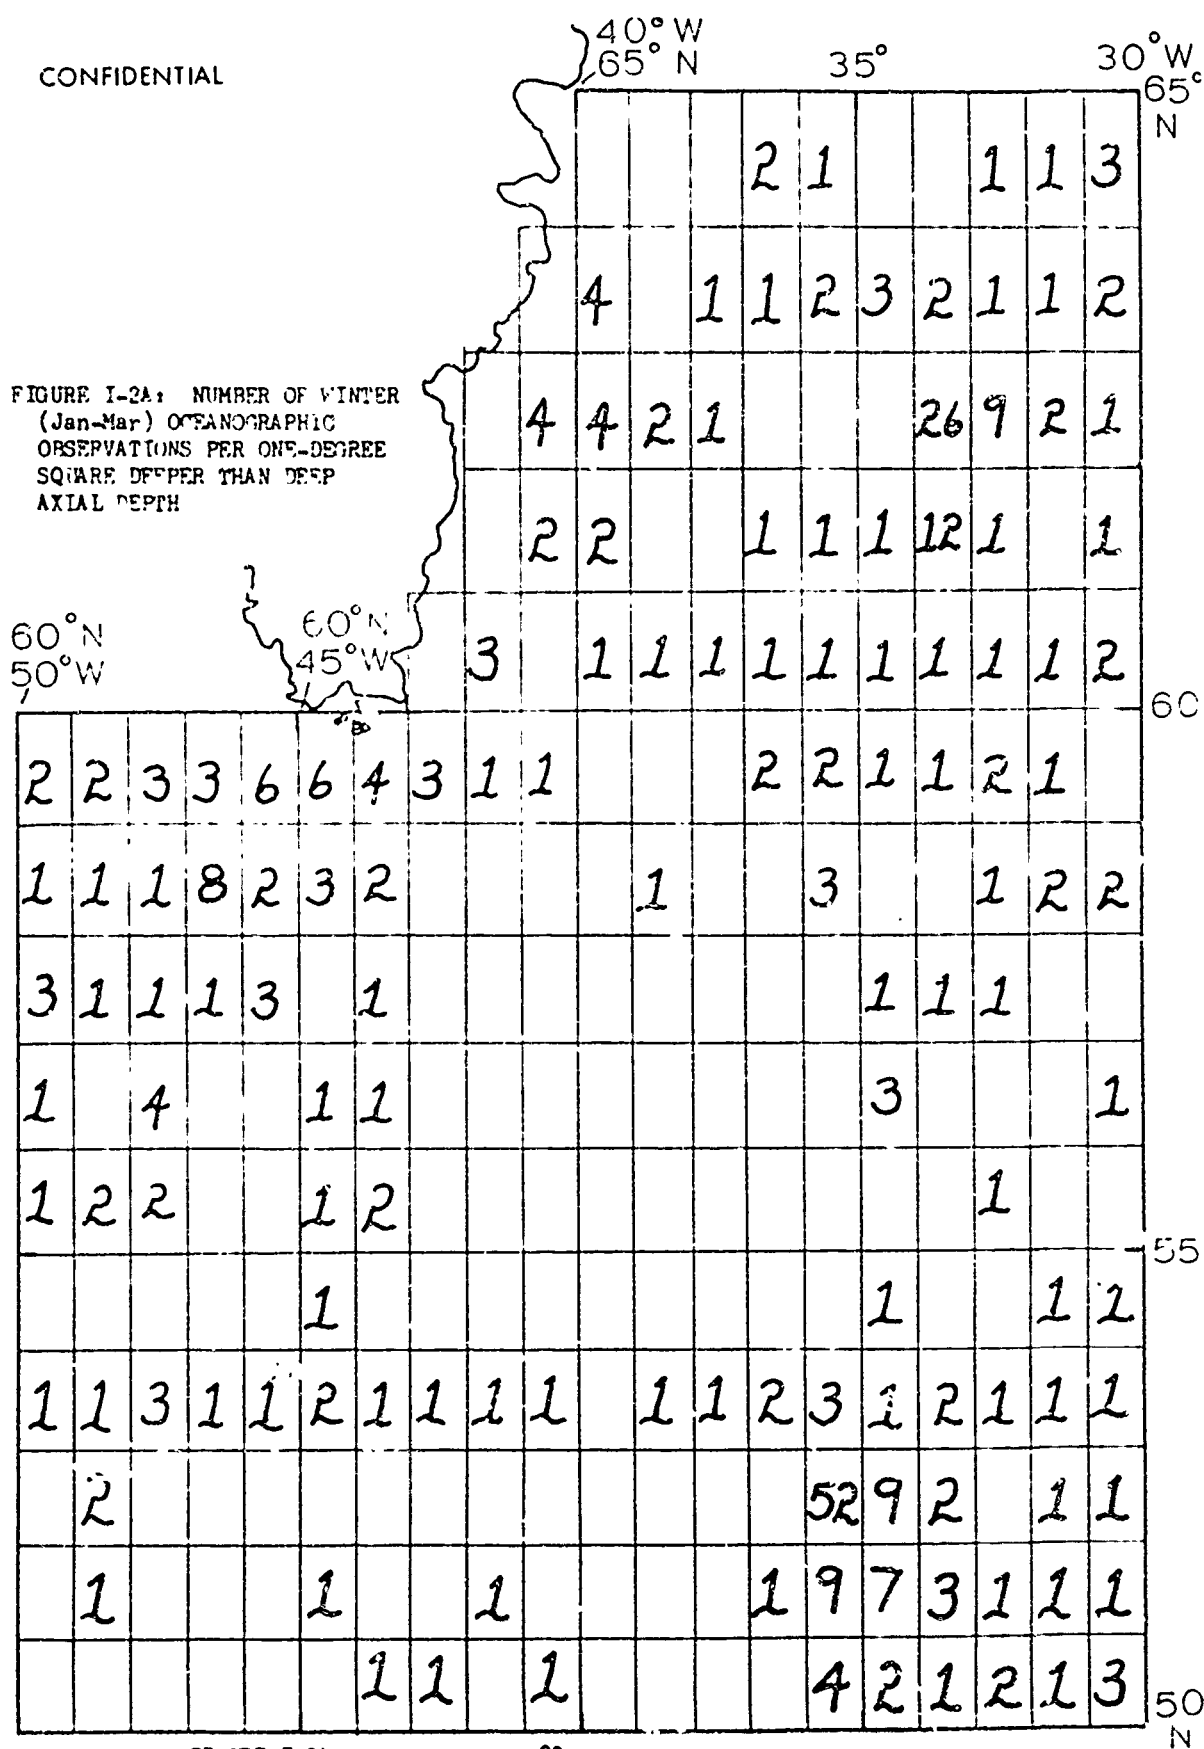 CONFIDENTIAL
40°W
65°N
35°
30°W
65°
N
2 1 1 1 3
4 1 1 2 3 2 1 1 2
FIGURE I-2A: NUMBER OF WINTER
(Jan-Mar) OCEANOGRAPHIC
OBSERVATIONS PER ONE-DEGREE
SQUARE DEEPER THAN DEEP
AXIAL DEPTH
4 4 2 1 26 9 2 1
2 2 1 1 1 12 1 1
60°N
50°W
60°N
45°W
3 1 1 1 1 1 1 1 1 1 2
60
2 2 3 3 6 6 4 3 1 1 2 2 1 1 2 1
1 1 1 8 2 3 2 1 3 1 2 2
3 1 1 1 3 1 1 1 1
1 4 1 1 3 1
1 2 2 1 2 1
55
1 1 1 1
1 1 3 1 1 2 1 1 1 1 1 1 2 3 1 2 1 1 1
2 52 9 2 1 1
1 1 1 1 9 7 3 1 1 1
1 1 1 4 2 1 2 1 3
50
N